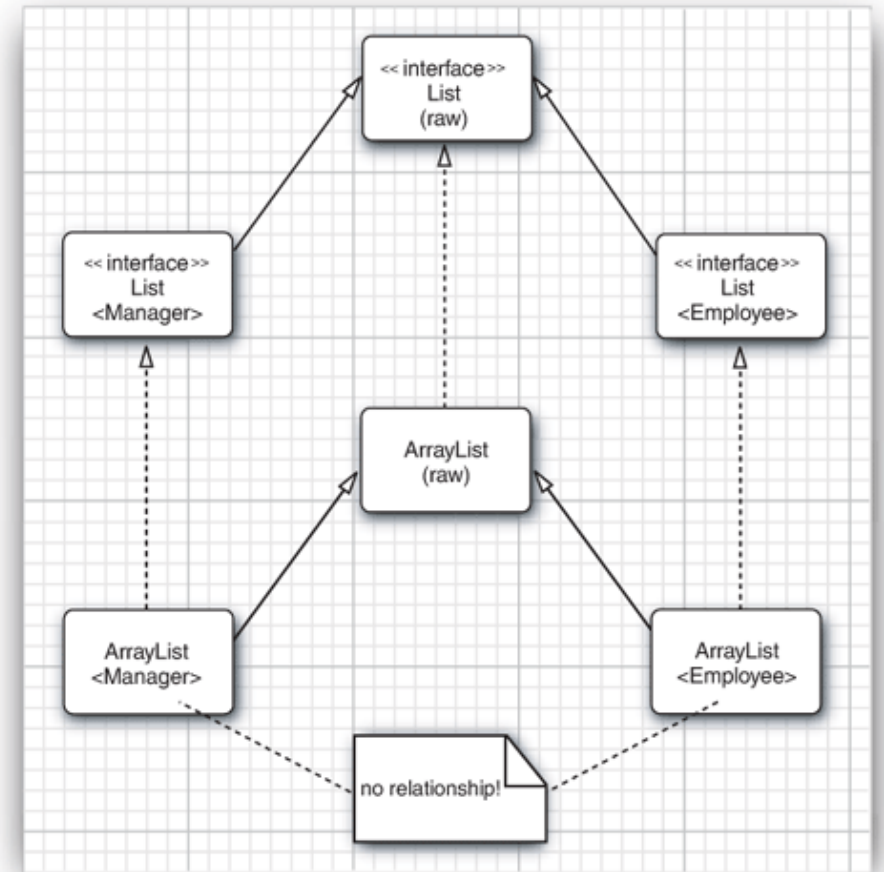 << interface >>
List
(raw)
<< interface >>
List
<Manager>
<< interface >>
List
<Employee>
ArrayList
(raw)
ArrayList
<Manager>
ArrayList
<Employee>
no relationship!